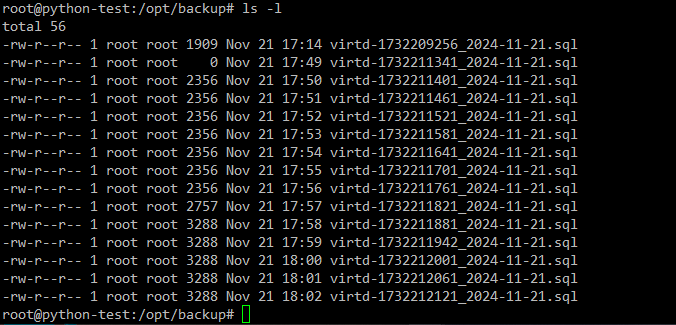 root@python-test:/opt/backup# ls -l
total 56
-rw-r--r-- 1 root root 1909 Nov 21 17:14 virtd-1732209256_2024-11-21.sql
-rw-r--r-- 1 root root    0 Nov 21 17:49 virtd-1732211341_2024-11-21.sql
-rw-r--r-- 1 root root 2356 Nov 21 17:50 virtd-1732211401_2024-11-21.sql
-rw-r--r-- 1 root root 2356 Nov 21 17:51 virtd-1732211461_2024-11-21.sql
-rw-r--r-- 1 root root 2356 Nov 21 17:52 virtd-1732211521_2024-11-21.sql
-rw-r--r-- 1 root root 2356 Nov 21 17:53 virtd-1732211581_2024-11-21.sql
-rw-r--r-- 1 root root 2356 Nov 21 17:54 virtd-1732211641_2024-11-21.sql
-rw-r--r-- 1 root root 2356 Nov 21 17:55 virtd-1732211701_2024-11-21.sql
-rw-r--r-- 1 root root 2356 Nov 21 17:56 virtd-1732211761_2024-11-21.sql
-rw-r--r-- 1 root root 2757 Nov 21 17:57 virtd-1732211821_2024-11-21.sql
-rw-r--r-- 1 root root 3288 Nov 21 17:58 virtd-1732211881_2024-11-21.sql
-rw-r--r-- 1 root root 3288 Nov 21 17:59 virtd-1732211942_2024-11-21.sql
-rw-r--r-- 1 root root 3288 Nov 21 18:00 virtd-1732212001_2024-11-21.sql
-rw-r--r-- 1 root root 3288 Nov 21 18:01 virtd-1732212061_2024-11-21.sql
-rw-r--r-- 1 root root 3288 Nov 21 18:02 virtd-1732212121_2024-11-21.sql
root@python-test:/opt/backup#